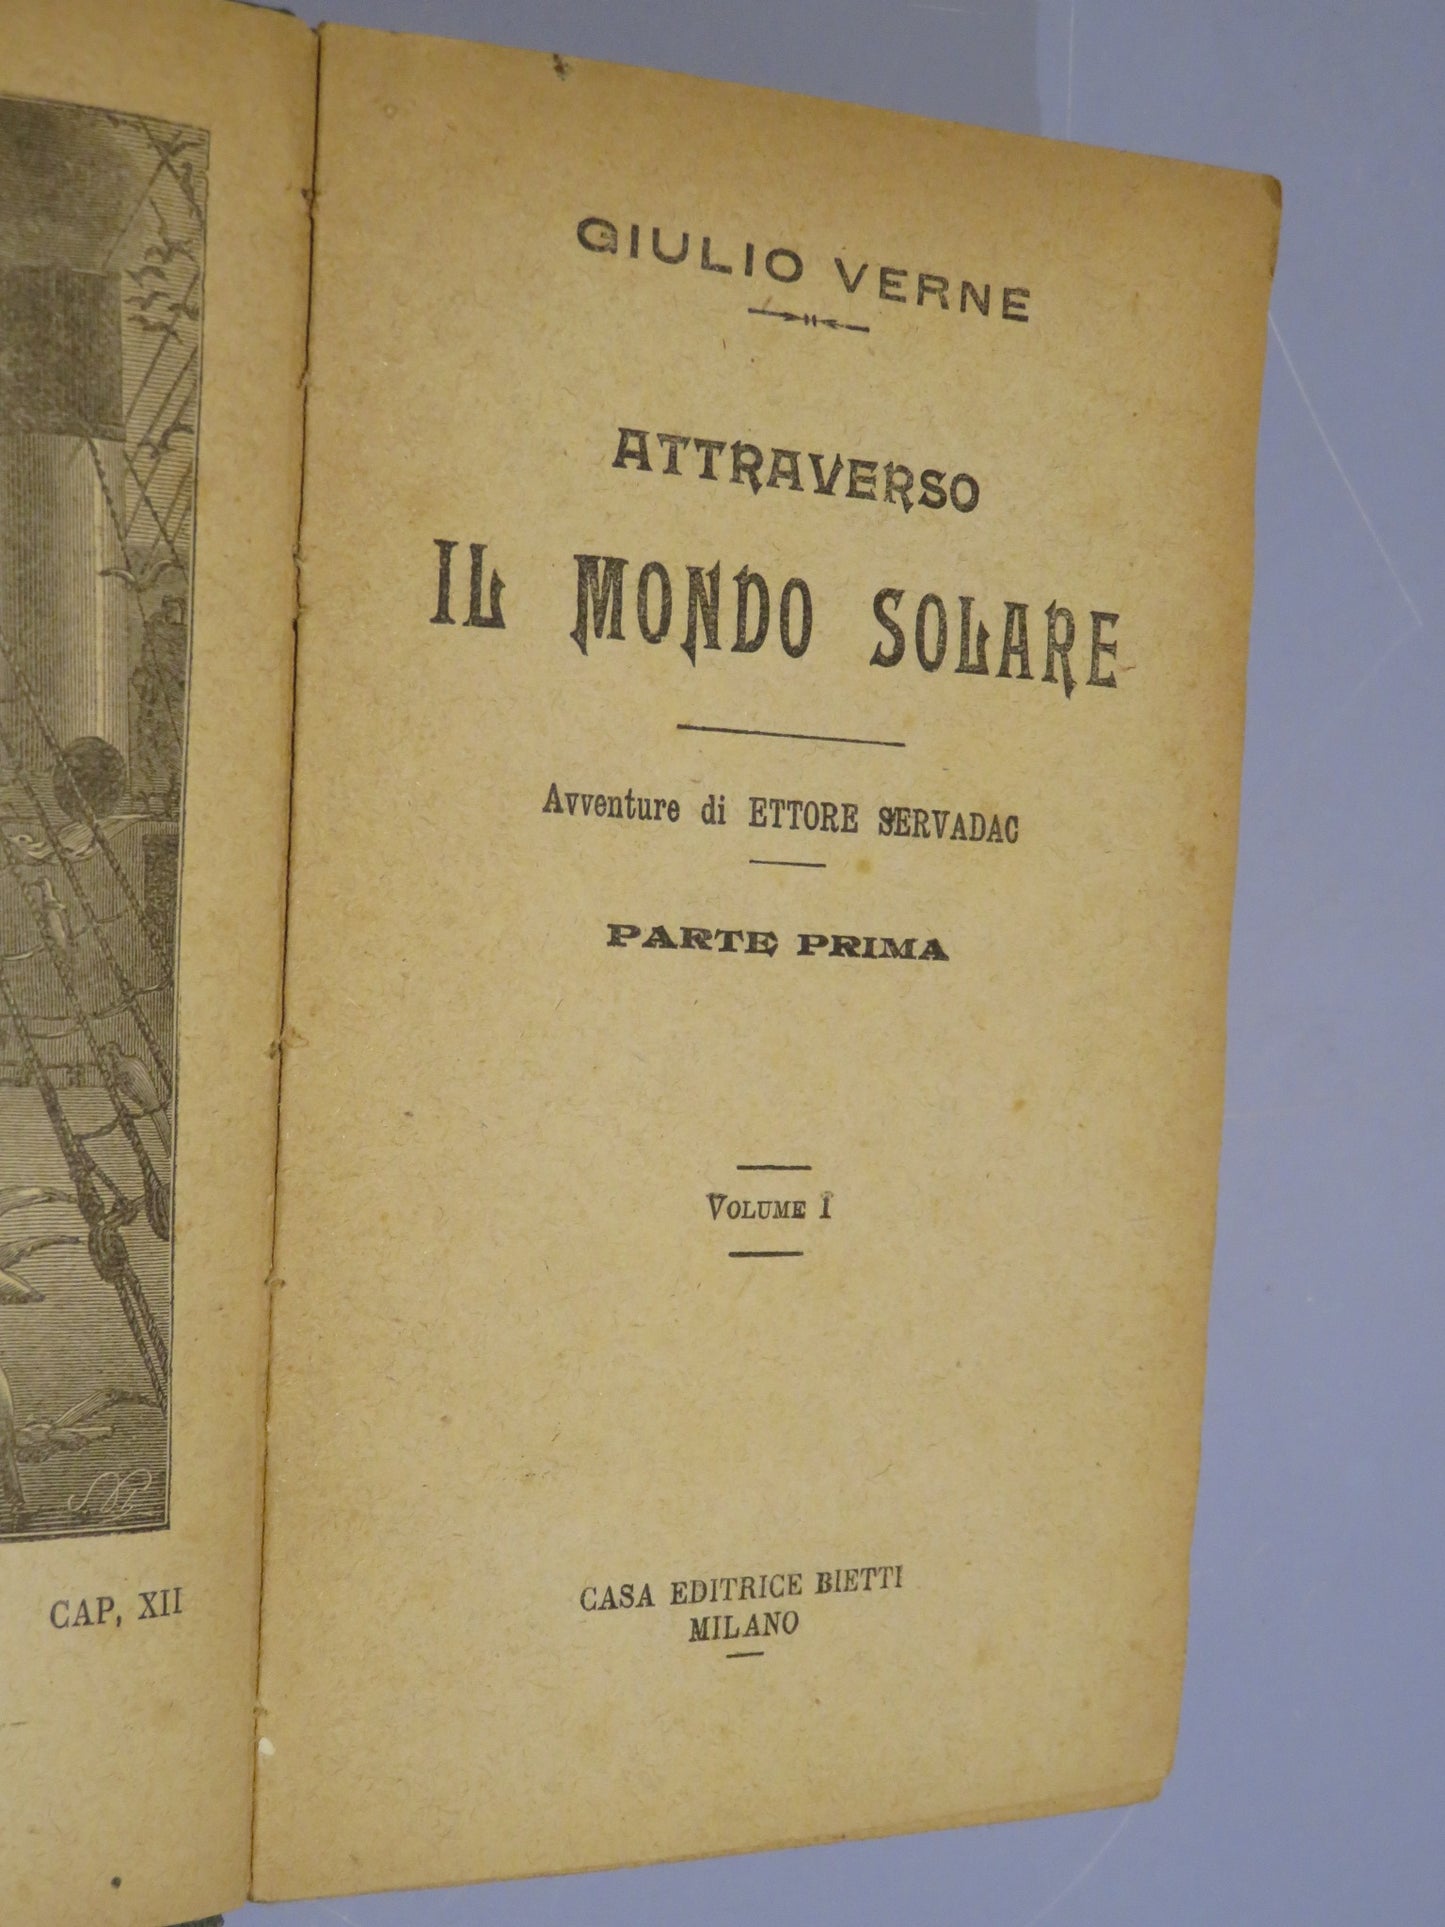 GIULIO VERNE
ATTRAVERSO
IL MONDO SOLARE
Avventure di ETTORE SERVADAC
PARTE PRIMA
VOLUME I
CASA EDITRICE BIETTI
MILANO
CAP, XII